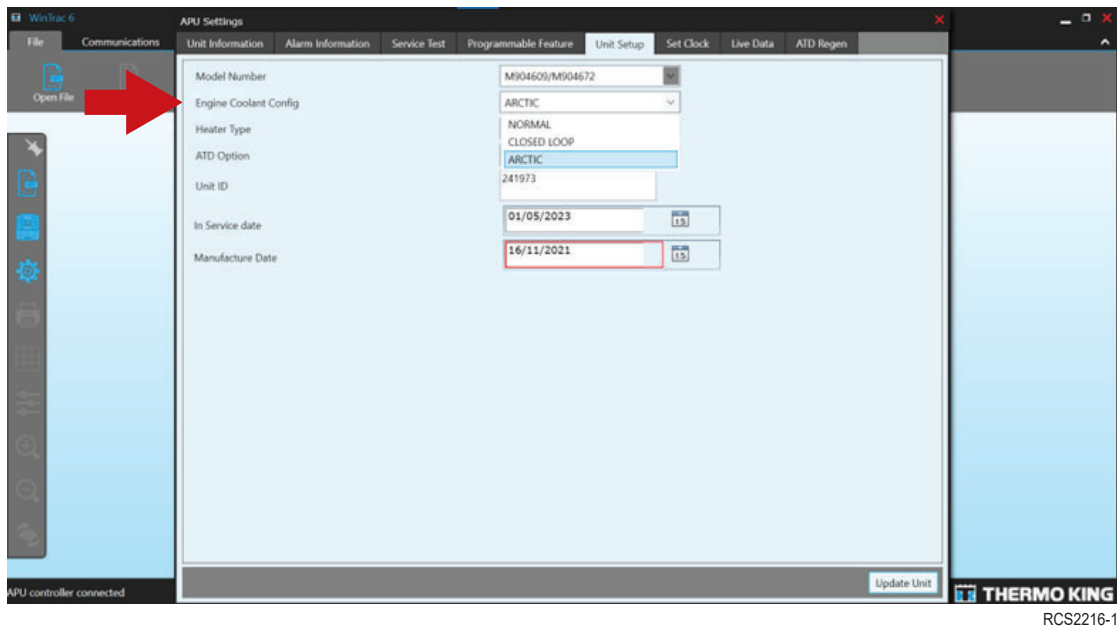 WinTrac 6
APU Settings
File
Communications
Unit Information
Alarm Information
Service Test
Programmable Feature
Unit Setup
Set Clock
Live Data
ATD Regen
Open File
Model Number
M904609/M904672
Engine Coolant Config
ARCTIC
NORMAL
CLOSED LOOP
ARCTIC
Heater Type
ATD Option
Unit ID
241973
In Service date
01/05/2023
15
Manufacture Date
16/11/2021
15
Update Unit
APU controller connected
THERMO KING
RCS2216-1